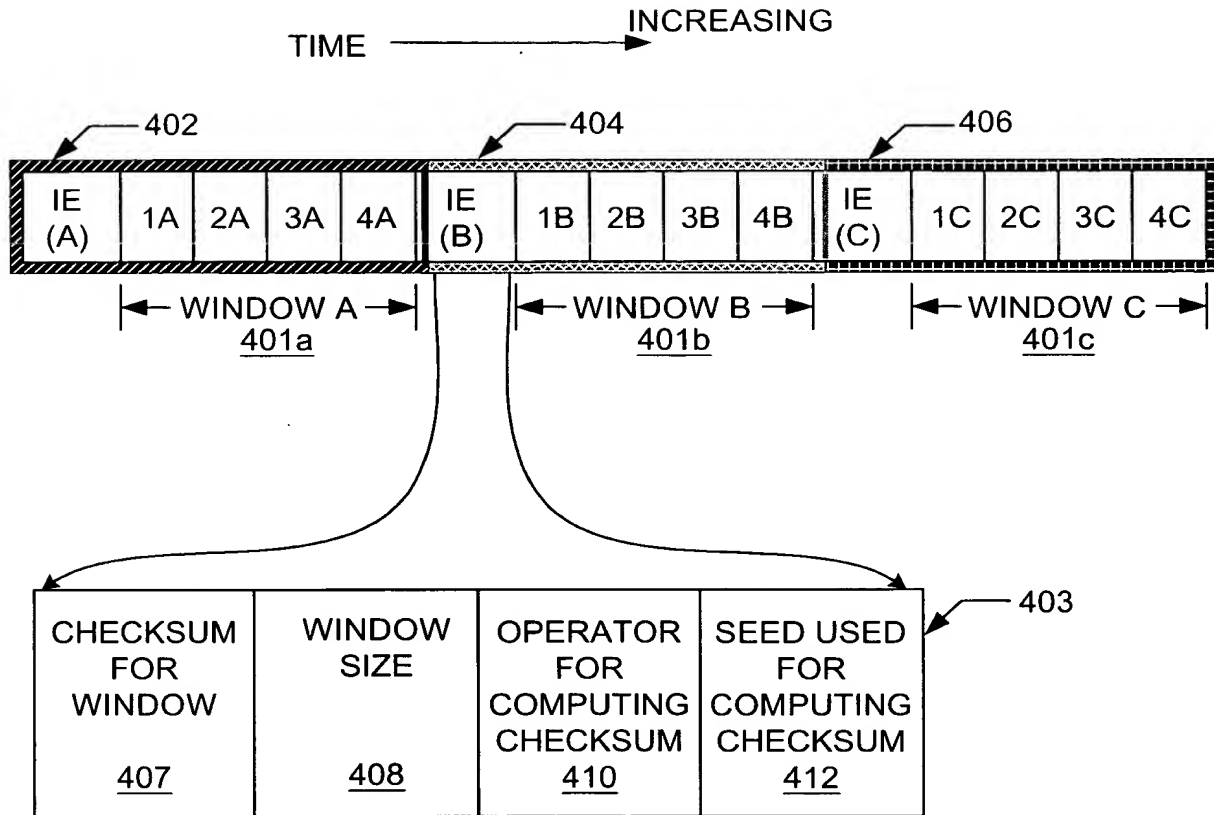 INCREASING
TIME
402
404
406
IE
(A)
1A
2A
3A
4A
IE
(B)
1B
2B
3B
4B
IE
(C)
1C
2C
3C
4C
WINDOW A
401a
WINDOW B
401b
WINDOW C
401c
403
CHECKSUM
FOR
WINDOW
407
WINDOW
SIZE
408
OPERATOR
FOR
COMPUTING
CHECKSUM
410
SEED USED
FOR
COMPUTING
CHECKSUM
412